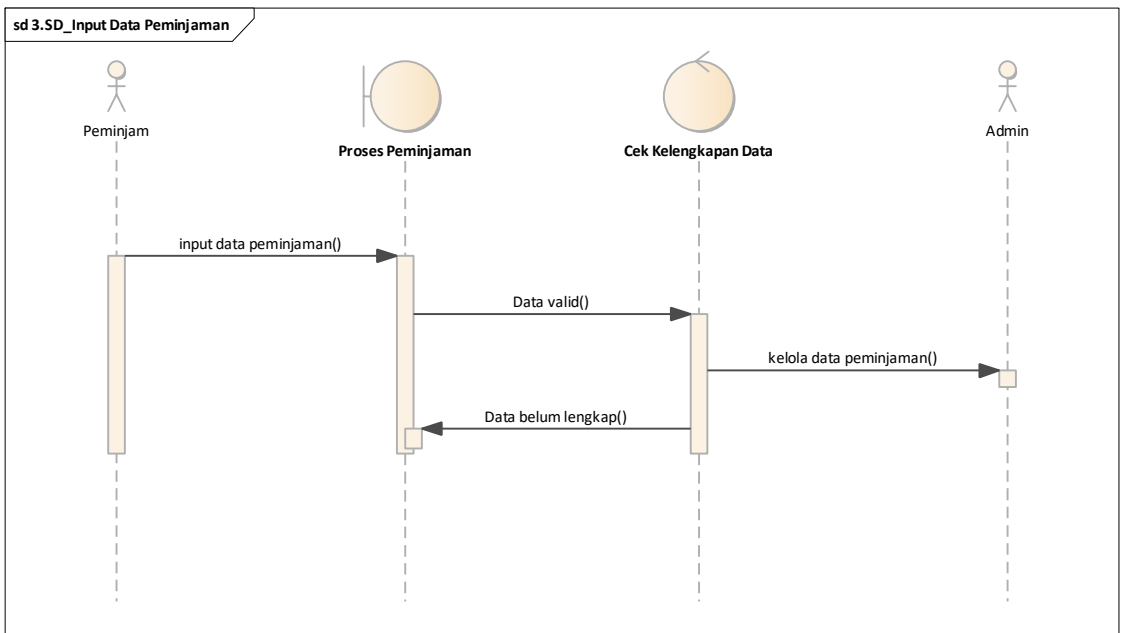 sd 3.SD_Input Data Peminjaman
Peminjam
Proses Peminjaman
Cek Kelengkapan Data
Admin
input data peminjaman()
Data valid()
kelola data peminjaman()
Data belum lengkap()